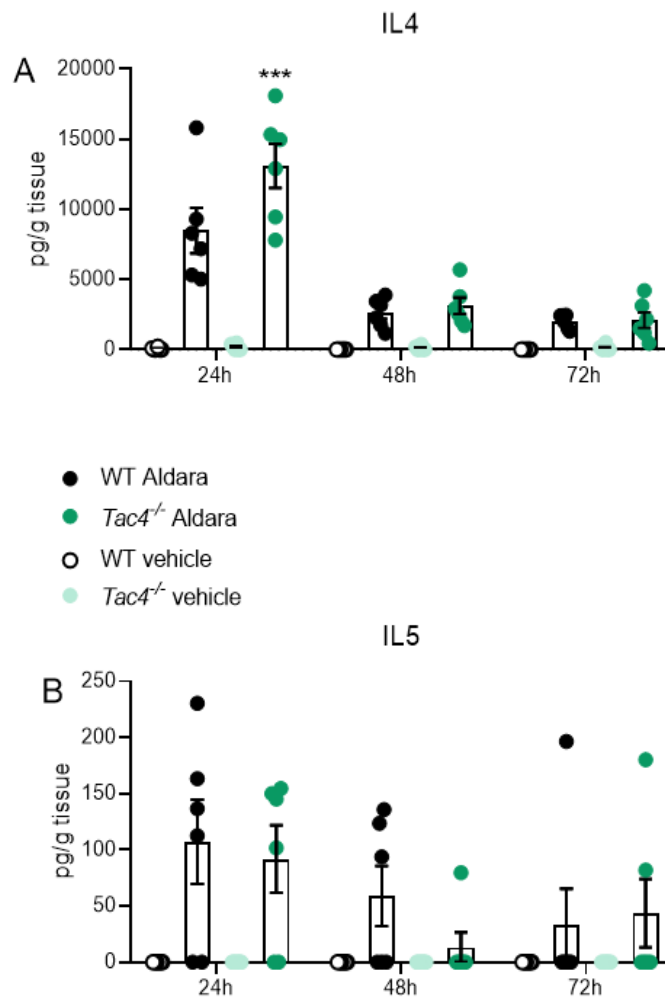 IL4
A
***
20000
15000
10000
5000
0
pg/g tissue
24h 48h 72h
WT Aldara
Tac4-/- Aldara
WT vehicle
Tac4-/- vehicle
IL5
B
250
200
150
100
50
0
pg/g tissue
24h 48h 72h